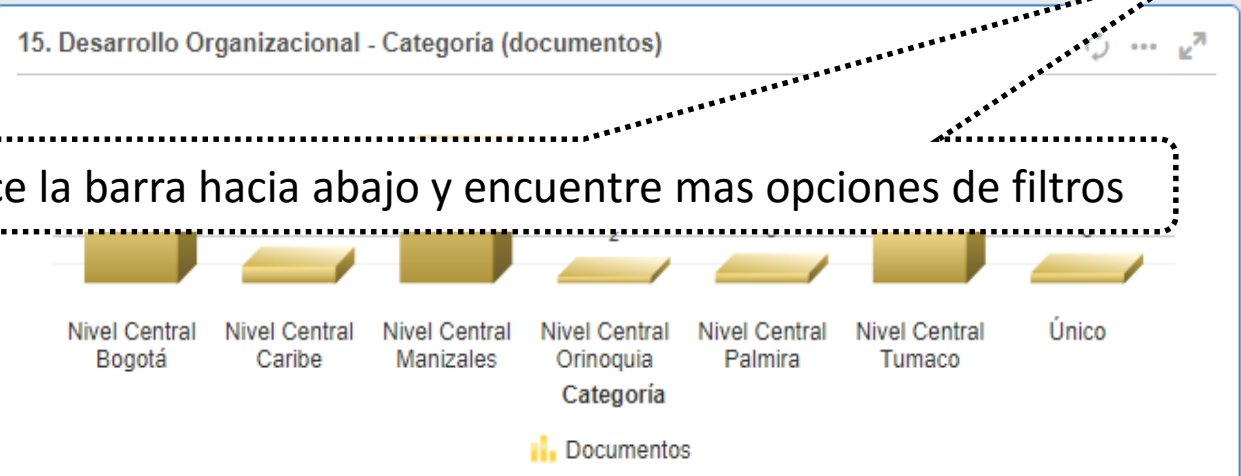 15. Desarrollo Organizacional - Categoría (documentos)
la barra hacia abajo y encuentre mas opciones de filtros
2
Nivel Central Bogotá
Nivel Central Caribe
Nivel Central Manizales
Nivel Central Orinoquia
Nivel Central Palmira
Nivel Central Tumaco
Único
Categoría
Documentos